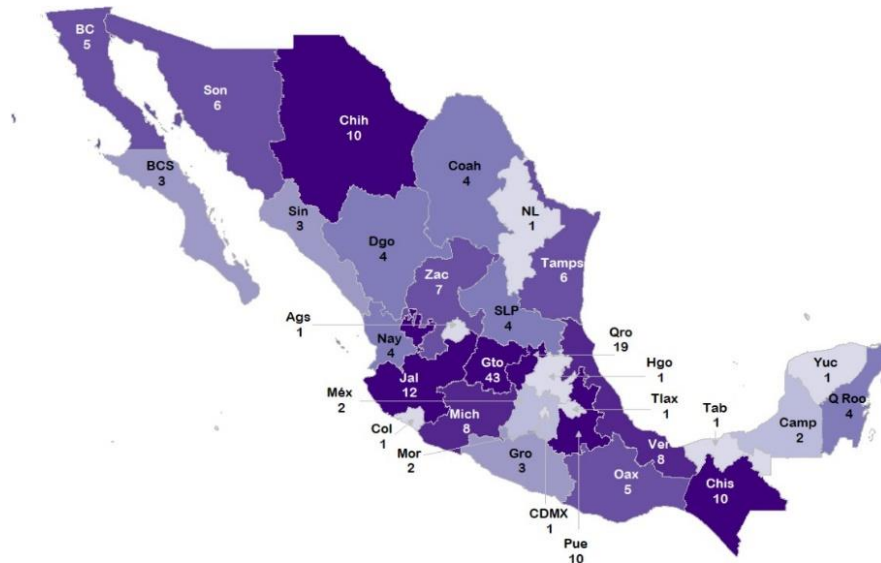 BC
5
Son
6
Chih
10
BCS
3
Coah
4
Sin
3
NL
1
Dgo
4
Tamps
6
Zac
7
Ags
1
SLP
4
Nay
4
Qro
19
Gto
43
Hgo
1
Yuc
1
Jal
12
Méx
2
Q Roo
4
Mich
8
Tlax
1
Tab
1
Camp
2
Col
1
Mor
2
Gro
3
Ver
8
Oax
5
Chis
10
CDMX
1
Pue
10